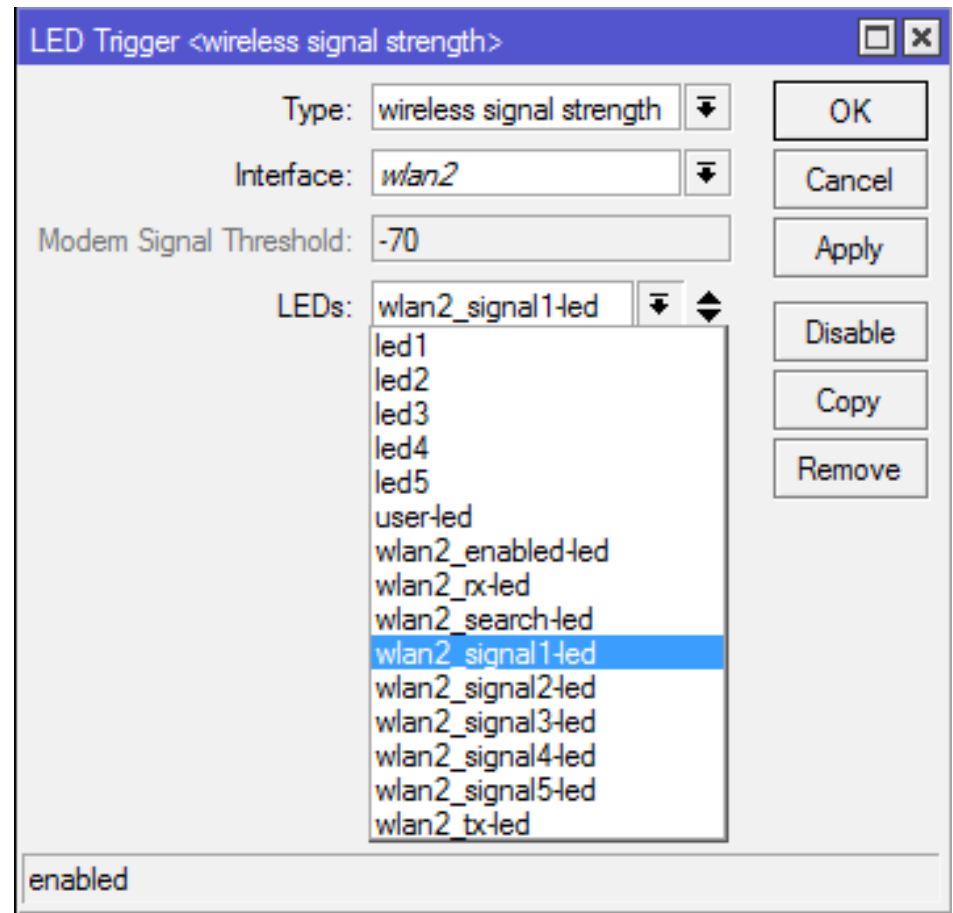 LED Trigger <wireless signal strength>
Type: wireless signal strength
OK
Interface: wlan2
Cancel
Modem Signal Threshold: -70
Apply
LEDs: wlan2_signal1-led
Disable
led1
led2
led3
Copy
led4
led5
Remove
user-led
wlan2_enabled-led
wlan2_rx-led
wlan2_search-led
wlan2_signal1-led
wlan2_signal2-led
wlan2_signal3-led
wlan2_signal4-led
wlan2_signal5-led
wlan2_tx-led
enabled